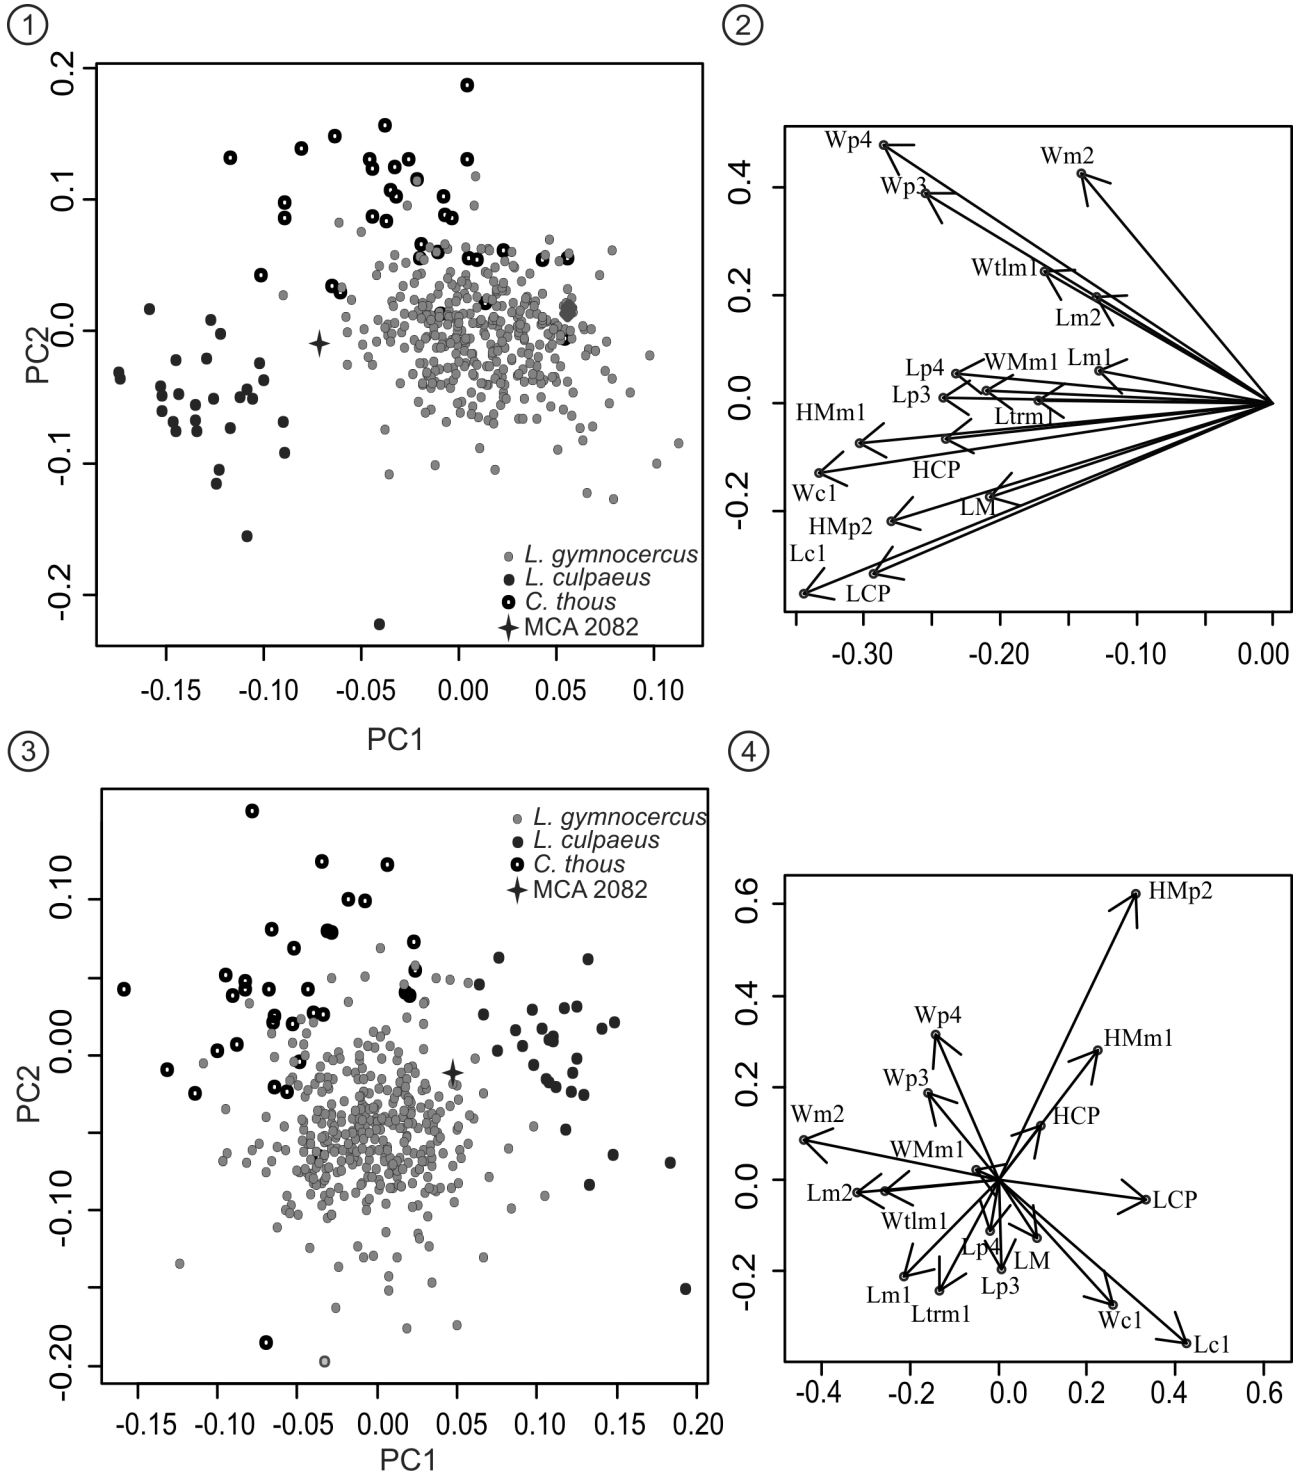 1
0.2
0.1
0.0
-0.1
-0.2
PC2
L. gymnocercus
L. culpaeus
C. thous
MCA 2082
-0.15 -0.10 -0.05 0.00 0.05 0.10
PC1
2
0.4
0.2
0.0
-0.2
Wp4
Wm2
Wp3
Wtlm1
Lm2
Lp4
WMm1
Lm1
Lp3
Ltrm1
HMm1
HCP
Wc1
LM
HMp2
Lc1
LCP
-0.30 -0.20 -0.10 0.00
3
0.10
0.00
-0.10
-0.20
PC2
L. gymnocercus
L. culpaeus
C. thous
MCA 2082
-0.15 -0.10 -0.05 0.00 0.05 0.10 0.15 0.20
PC1
4
0.6
0.4
0.2
0.0
-0.2
HMp2
Wp4
HMm1
Wp3
Wm2
HCP
WMm1
Lm2
LCP
Wtlm1
Lp4
LM
Lm1
Lp3
Ltrm1
Wc1
Lc1
-0.4 -0.2 0.0 0.2 0.4 0.6